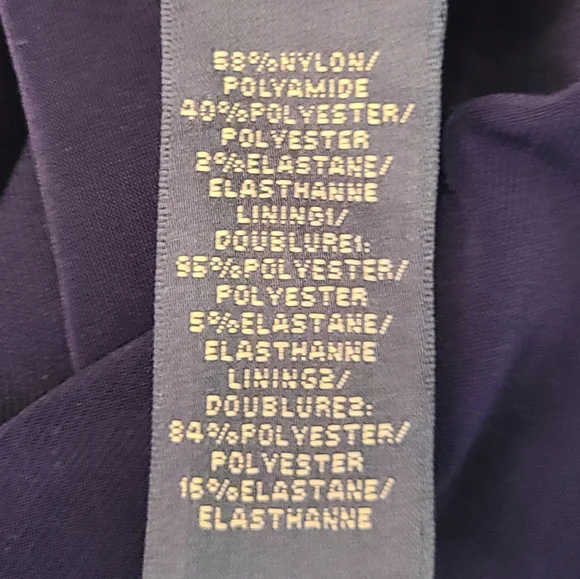 58%NYLON/
POLYAMIDE
40%POLYESTER/
POLYESTER
2%ELASTANE/
ELASTHANNE
LINING1/
DOUBLURE1:
95%POLYESTER/
POLYESTER
5%ELASTANE/
ELASTHANNE
LINING2/
DOUBLURE2:
84%POLYESTER/
POLYESTER
16%ELASTANE/
ELASTHANNE